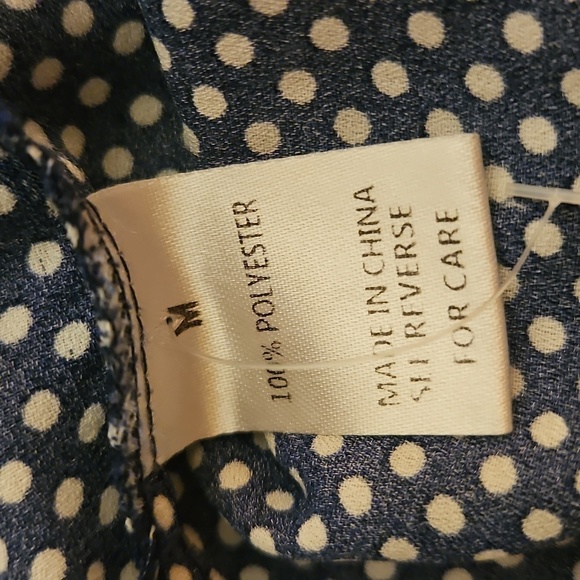 M
100% POLYESTER
MADE IN CHINA
SEE REVERSE
FOR CARE